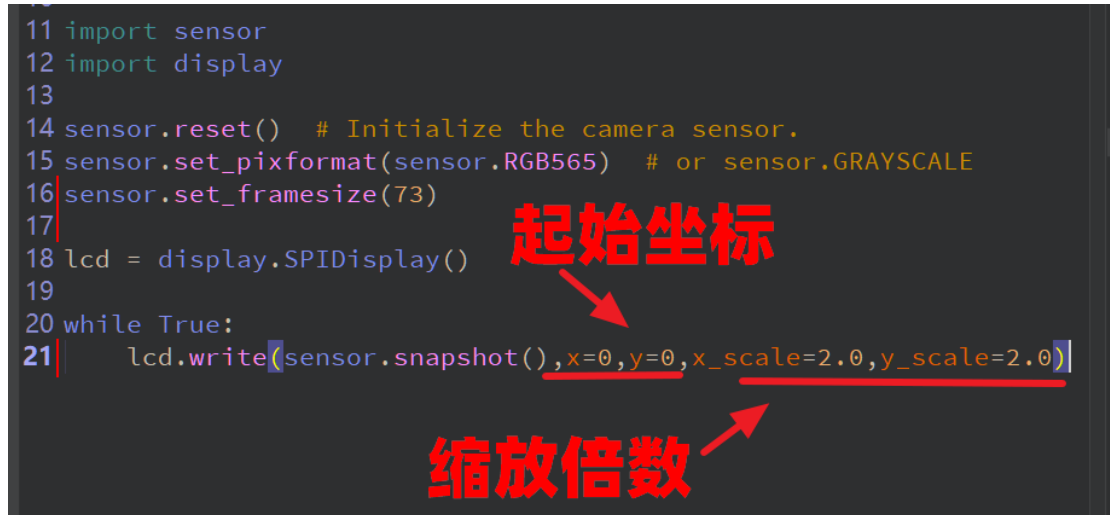 11 import sensor
12 import display
13
14 sensor.reset()  # Initialize the camera sensor.
15 sensor.set_pixformat(sensor.RGB565)  # or sensor.GRAYSCALE
16 sensor.set_framesize(73)
17
起始坐标
18 lcd = display.SPIDisplay()
19
20 while True:
21     lcd.write(sensor.snapshot(),x=0,y=0,x_scale=2.0,y_scale=2.0)
缩放倍数